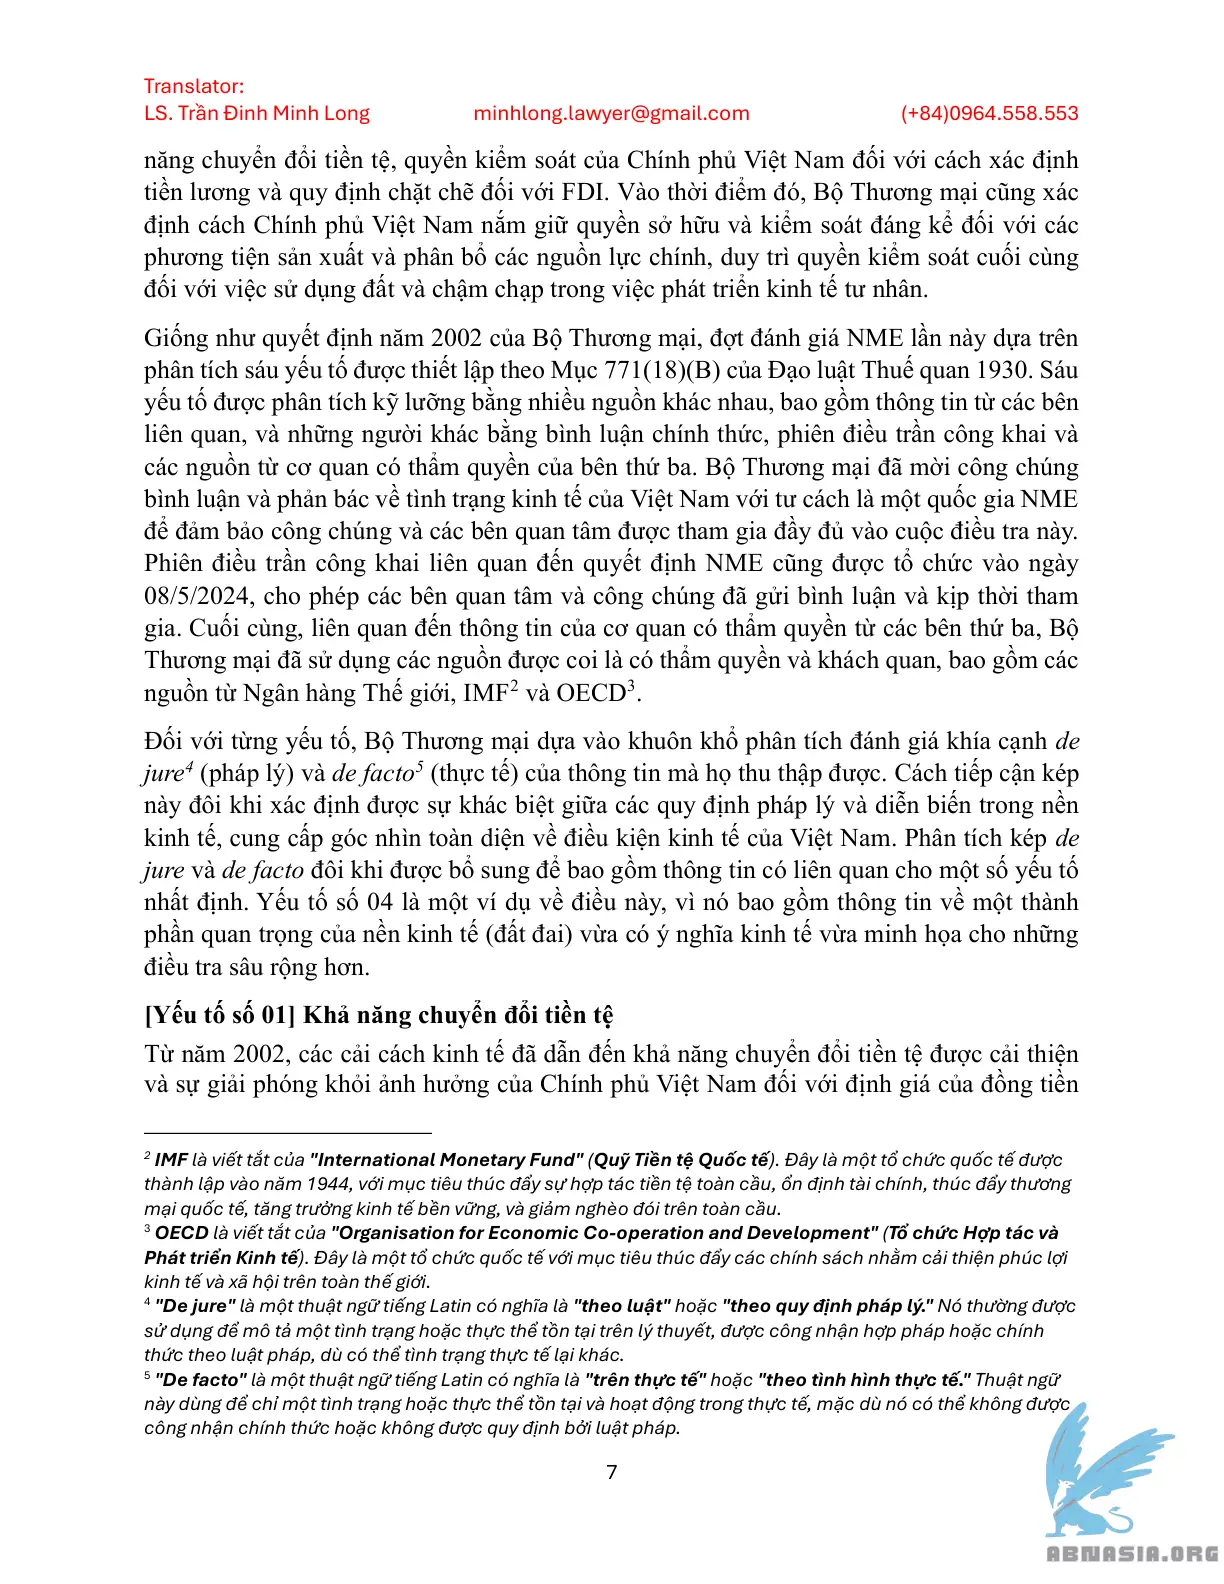 Translator:
LS. Trần Đinh Minh Long minhlong.lawyer@gmail.com (+84)0964.558.553
năng chuyển đổi tiền tệ, quyền kiểm soát của Chính phủ Việt Nam đối với cách xác định
tiền lương và quy định chặt chẽ đối với FDI. Vào thời điểm đó, Bộ Thương mại cũng xác
định cách Chính phủ Việt Nam nắm giữ quyền sở hữu và kiểm soát đáng kể đối với các
phương tiện sản xuất và phân bổ các nguồn lực chính, duy trì quyền kiểm soát cuối cùng
đối với việc sử dụng đất và chậm chạp trong việc phát triển kinh tế tư nhân.
Giống như quyết định năm 2002 của Bộ Thương mại, đợt đánh giá NME lần này dựa trên
phân tích sáu yếu tố được thiết lập theo Mục 771(18)(B) của Đạo luật Thuế quan 1930. Sáu
yếu tố được phân tích kỹ lưỡng bằng nhiều nguồn khác nhau, bao gồm thông tin từ các bên
liên quan, và những người khác bằng bình luận chính thức, phiên điều trần công khai và
các nguồn từ cơ quan có thẩm quyền của bên thứ ba. Bộ Thương mại đã mời công chúng
bình luận và phản bác về tình trạng kinh tế của Việt Nam với tư cách là một quốc gia NME
để đảm bảo công chúng và các bên quan tâm được tham gia đầy đủ vào cuộc điều tra này.
Phiên điều trần công khai liên quan đến quyết định NME cũng được tổ chức vào ngày
08/5/2024, cho phép các bên quan tâm và công chúng đã gửi bình luận và kịp thời tham
gia. Cuối cùng, liên quan đến thông tin của cơ quan có thẩm quyền từ các bên thứ ba, Bộ
Thương mại đã sử dụng các nguồn được coi là có thẩm quyền và khách quan, bao gồm các
nguồn từ Ngân hàng Thế giới, IMF² và OECD³.
Đối với từng yếu tố, Bộ Thương mại dựa vào khuôn khổ phân tích đánh giá khía cạnh de
jure⁴ (pháp lý) và de facto⁵ (thực tế) của thông tin mà họ thu thập được. Cách tiếp cận kép
này đôi khi xác định được sự khác biệt giữa các quy định pháp lý và diễn biến trong nền
kinh tế, cung cấp góc nhìn toàn diện về điều kiện kinh tế của Việt Nam. Phân tích kép de
jure và de facto đôi khi được bổ sung để bao gồm thông tin có liên quan cho một số yếu tố
nhất định. Yếu tố số 04 là một ví dụ về điều này, vì nó bao gồm thông tin về một thành
phần quan trọng của nền kinh tế (đất đai) vừa có ý nghĩa kinh tế vừa minh họa cho những
điều tra sâu rộng hơn.
[Yếu tố số 01] Khả năng chuyển đổi tiền tệ
Từ năm 2002, các cải cách kinh tế đã dẫn đến khả năng chuyển đổi tiền tệ được cải thiện
và sự giải phóng khỏi ảnh hưởng của Chính phủ Việt Nam đối với định giá của đồng tiền
² IMF là viết tắt của "International Monetary Fund" (Quỹ Tiền tệ Quốc tế). Đây là một tổ chức quốc tế được
thành lập vào năm 1944, với mục tiêu thúc đẩy sự hợp tác tiền tệ toàn cầu, ổn định tài chính, thúc đẩy thương
mại quốc tế, tăng trưởng kinh tế bền vững, và giảm nghèo đói trên toàn cầu.
³ OECD là viết tắt của "Organisation for Economic Co-operation and Development" (Tổ chức Hợp tác và
Phát triển Kinh tế). Đây là một tổ chức quốc tế với mục tiêu thúc đẩy các chính sách nhằm cải thiện phúc lợi
kinh tế và xã hội trên toàn thế giới.
⁴ "De jure" là một thuật ngữ tiếng Latin có nghĩa là "theo luật" hoặc "theo quy định pháp lý." Nó thường được
sử dụng để mô tả một tình trạng hoặc thực thể tồn tại trên lý thuyết, được công nhận hợp pháp hoặc chính
thức theo luật pháp, dù có thể tình trạng thực tế lại khác.
⁵ "De facto" là một thuật ngữ tiếng Latin có nghĩa là "trên thực tế" hoặc "theo tình hình thực tế." Thuật ngữ
này dùng để chỉ một tình trạng hoặc thực thể tồn tại và hoạt động trong thực tế, mặc dù nó có thể không được
công nhận chính thức hoặc không được quy định bởi luật pháp.
7
ABNASIA.ORG